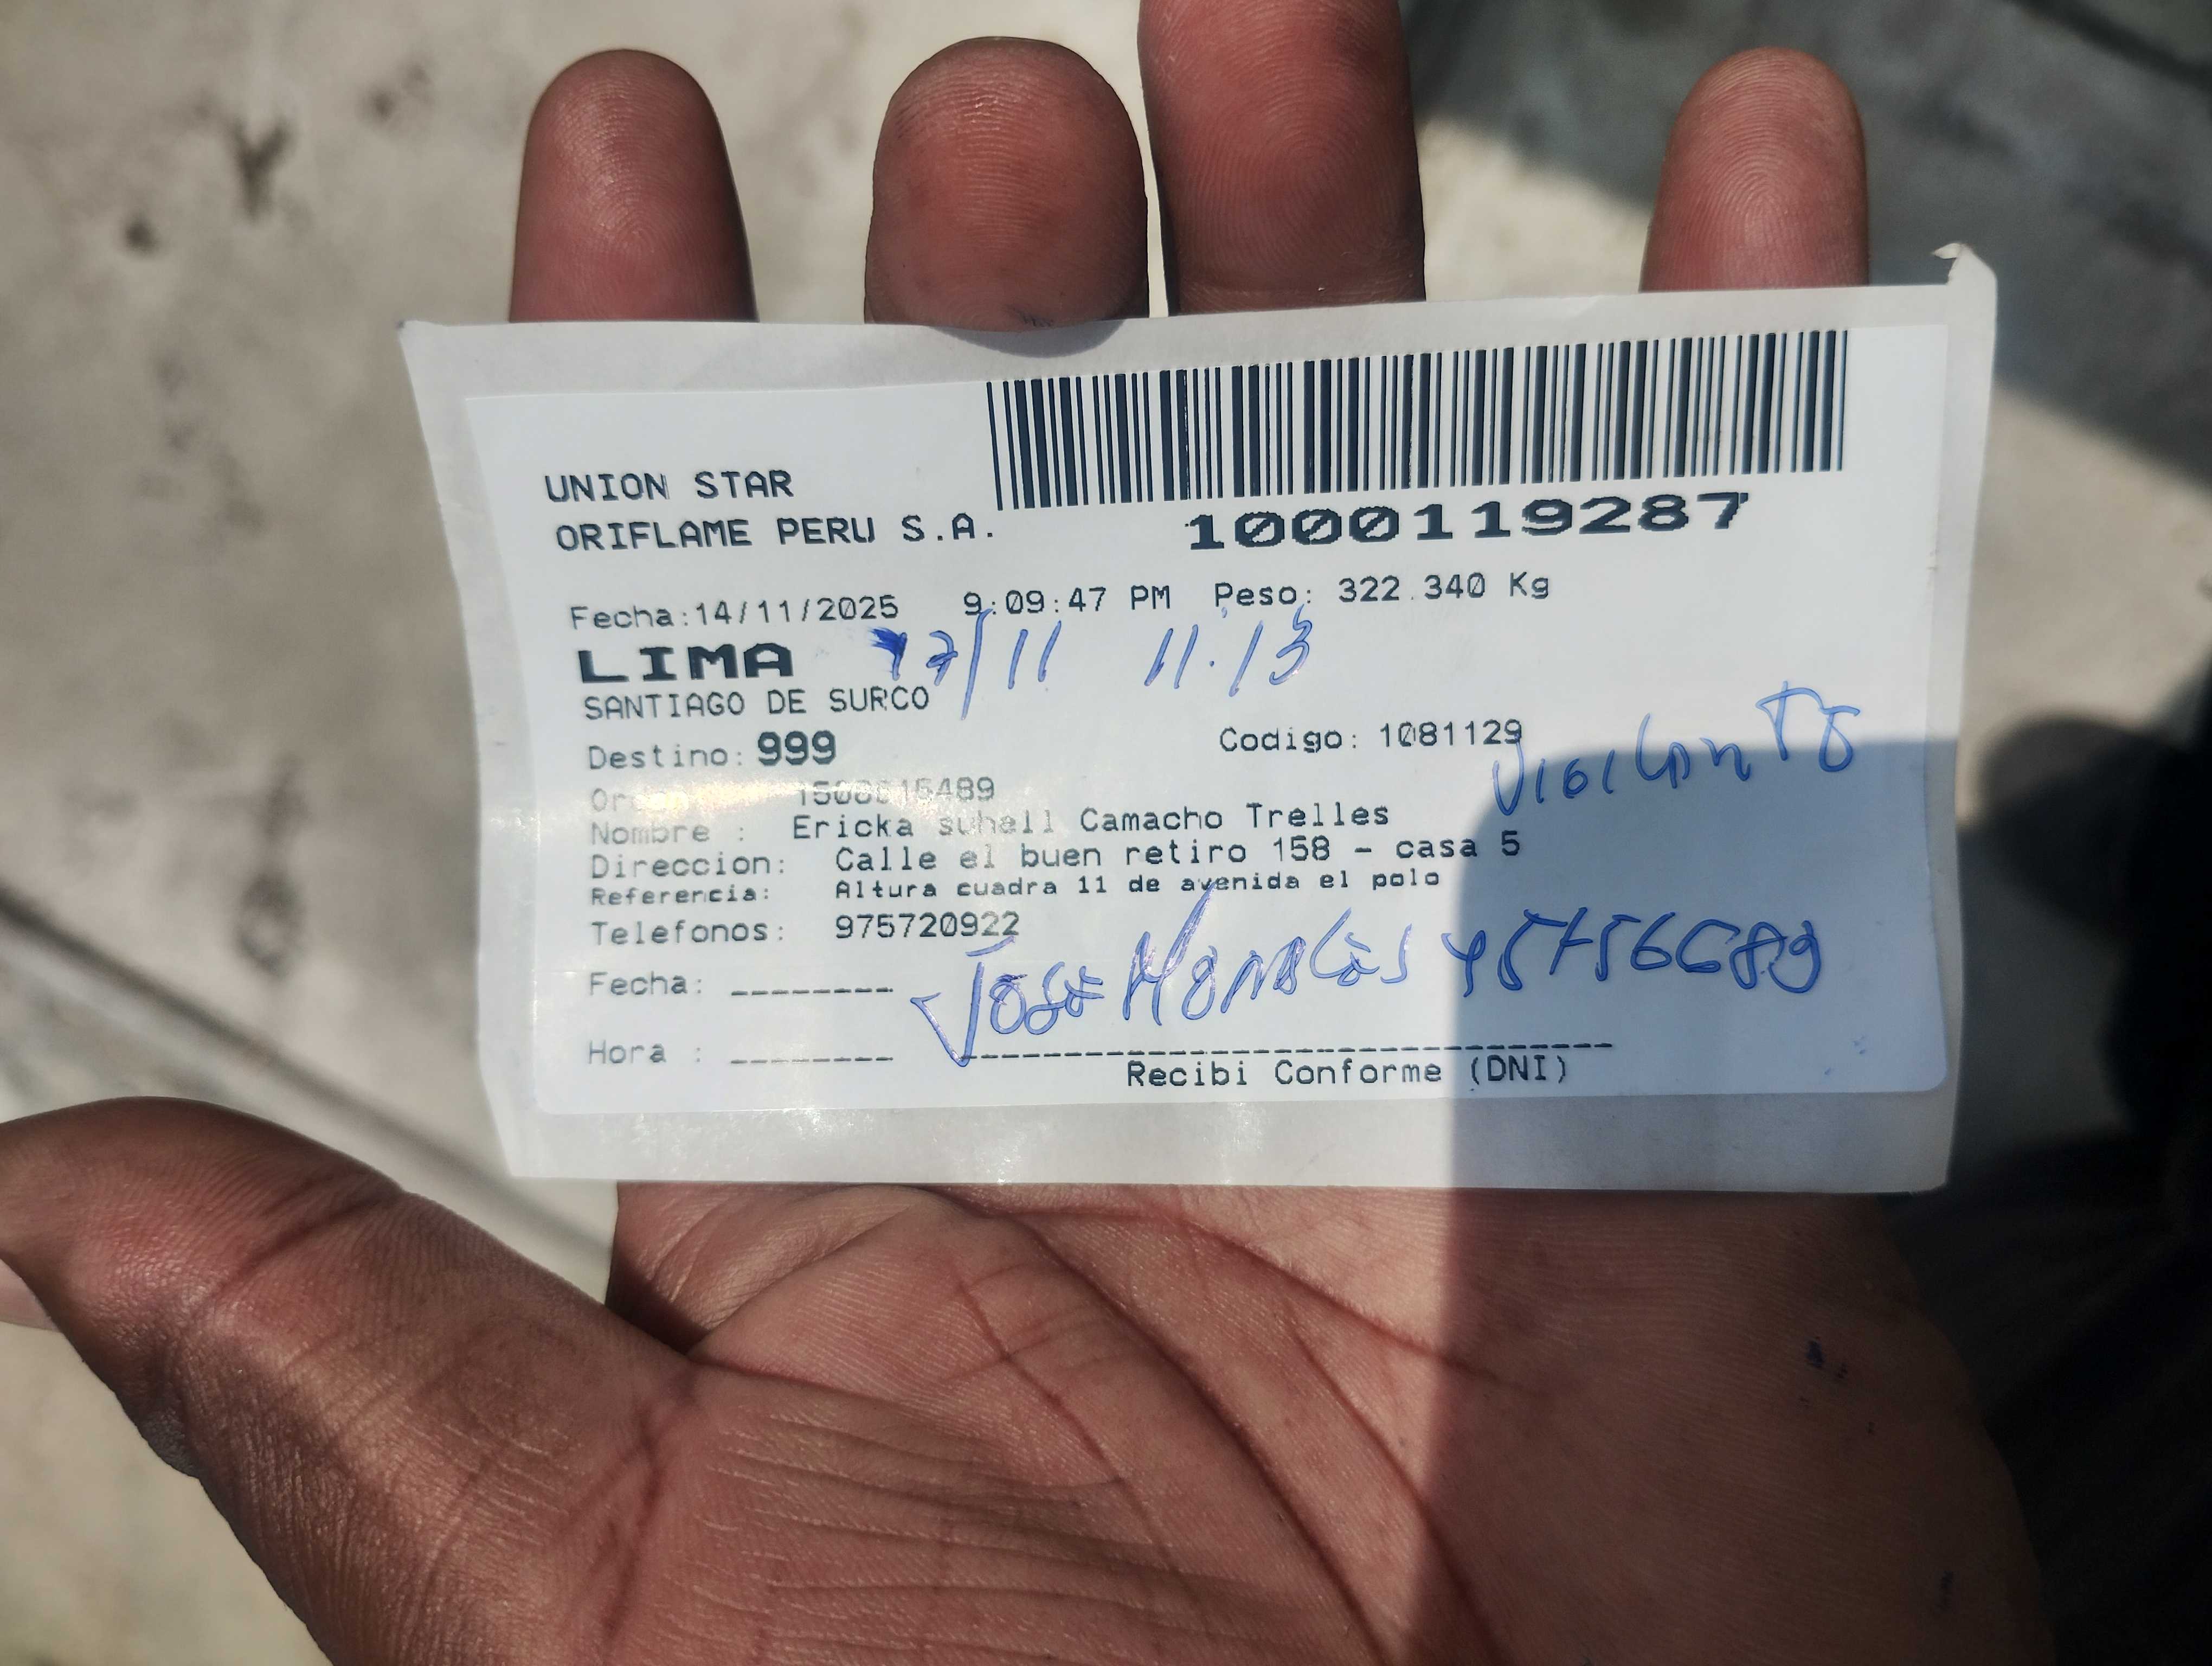 UNION STAR
ORIFLAME PERU S.A.
1000119287
Fecha:14/11/2025 9:09:47 PM Peso: 322.340 Kg
LIMA 17/11 11:13
SANTIAGO DE SURCO
Destino: 999 Codigo: 1081129
Vigilante
Nombre : Ericka suhell Camacho Trelles
Direccion: Calle el buen retiro 158 - casa 5
Referencia: Altura cuadra 11 de avenida el polo
Telefonos: 975720922
Jose
Fecha: --------
Hora : --------
Recibi Conforme (DNI)